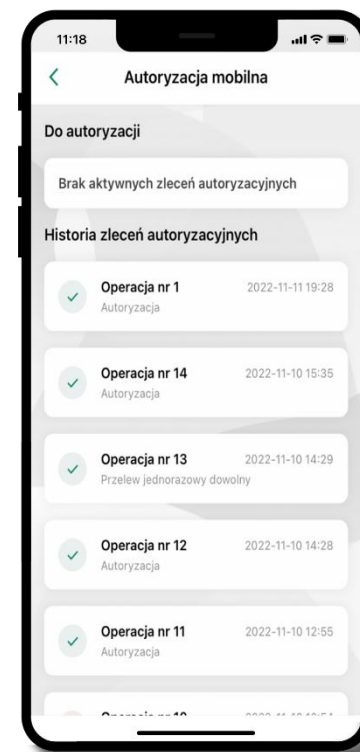 11:18
Autoryzacja mobilna
Do autoryzacji
Brak aktywnych zleceń autoryzacyjnych
Historia zleceń autoryzacyjnych
Operacja nr 1 2022-11-11 19:28
Autoryzacja
Operacja nr 14 2022-11-10 15:35
Autoryzacja
Operacja nr 13 2022-11-10 14:29
Przelew jednorazowy dowolny
Operacja nr 12 2022-11-10 14:28
Autoryzacja
Operacja nr 11 2022-11-10 12:55
Autoryzacja